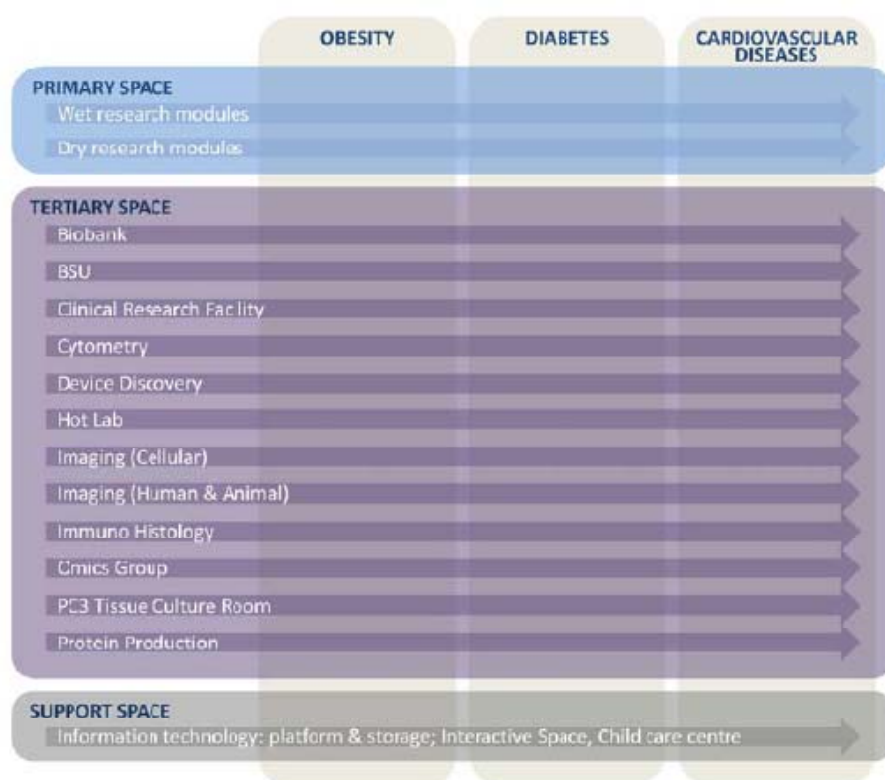 OBESITY DIABETES CARDIOVASCULAR
DISEASES
PRIMARY SPACE
Wet research modules
Dry research modules
TERTIARY SPACE
Biobank
BSU
Clinical Research Facility
Cytometry
Device Discovery
Hot Lab
Imaging (Cellular)
Imaging (Human & Animal)
Immuno Histology
Omics Group
PC3 Tissue Culture Room
Protein Production
SUPPORT SPACE
Information technology: platform & storage; Interactive Space, Child care centre